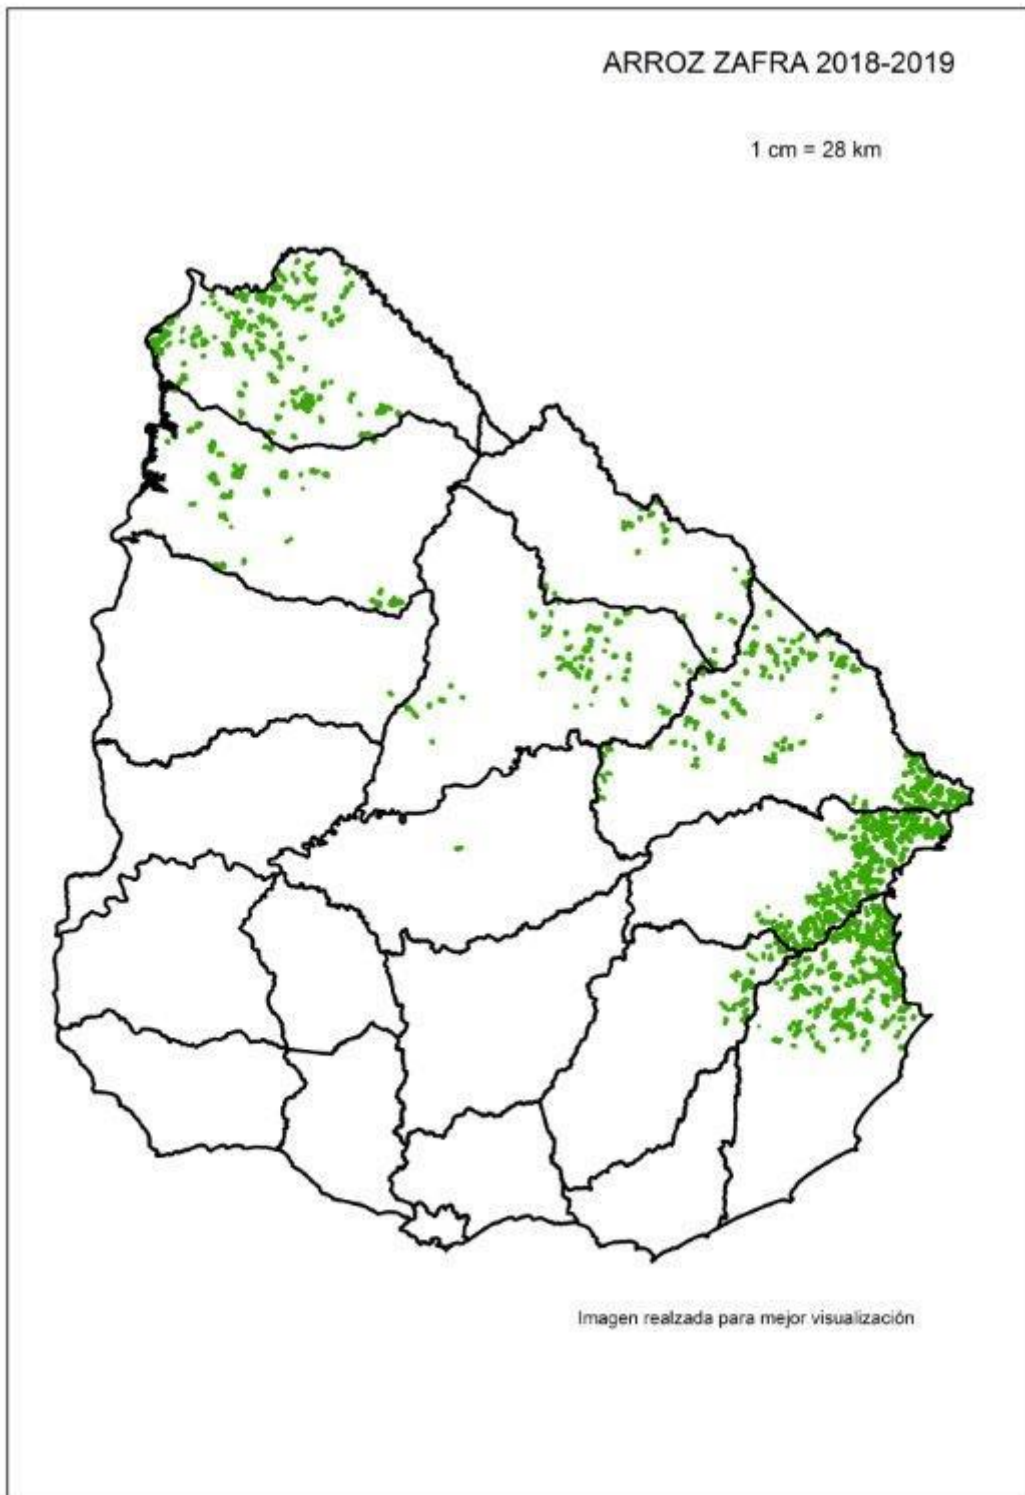 ARROZ ZAFRA 2018-2019
1 cm = 28 km
Imagen realzada para mejor visualización